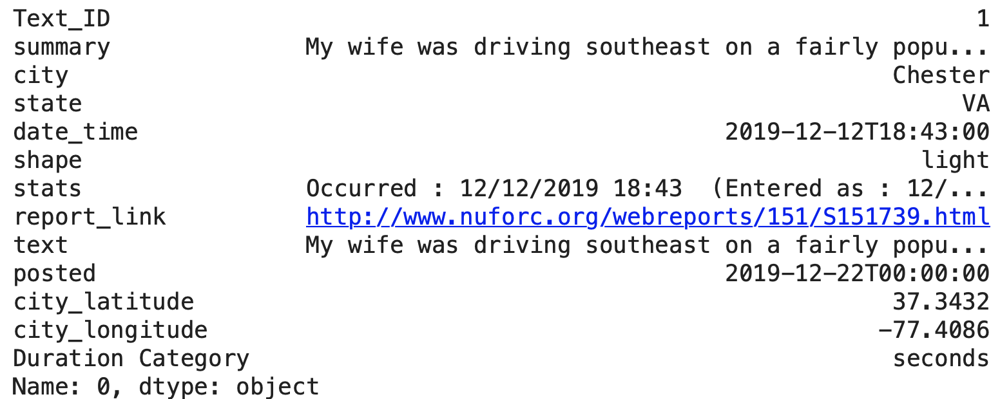 Text_ID 1
summary My wife was driving southeast on a fairly popu...
city Chester
state VA
date_time 2019-12-12T18:43:00
shape light
stats Occurred : 12/12/2019 18:43  (Entered as : 12/...
report_link http://www.nuforc.org/webreports/151/S151739.html
text My wife was driving southeast on a fairly popu...
posted 2019-12-22T00:00:00
city_latitude 37.3432
city_longitude -77.4086
Duration Category seconds
Name: 0, dtype: object